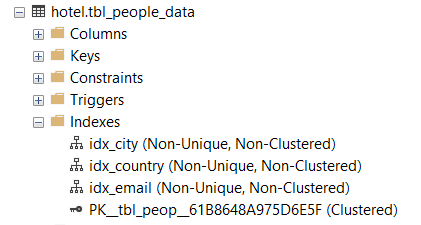 hotel.tbl_people_data
Columns
Keys
Constraints
Triggers
Indexes
idx_city (Non-Unique, Non-Clustered)
idx_country (Non-Unique, Non-Clustered)
idx_email (Non-Unique, Non-Clustered)
PK__tbl_peop__61B8648A975D6E5F (Clustered)